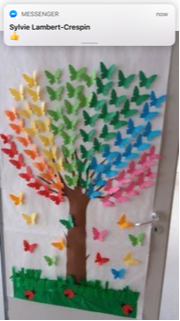 MESSENGER now
Sylvie Lambert-Crespin
👍